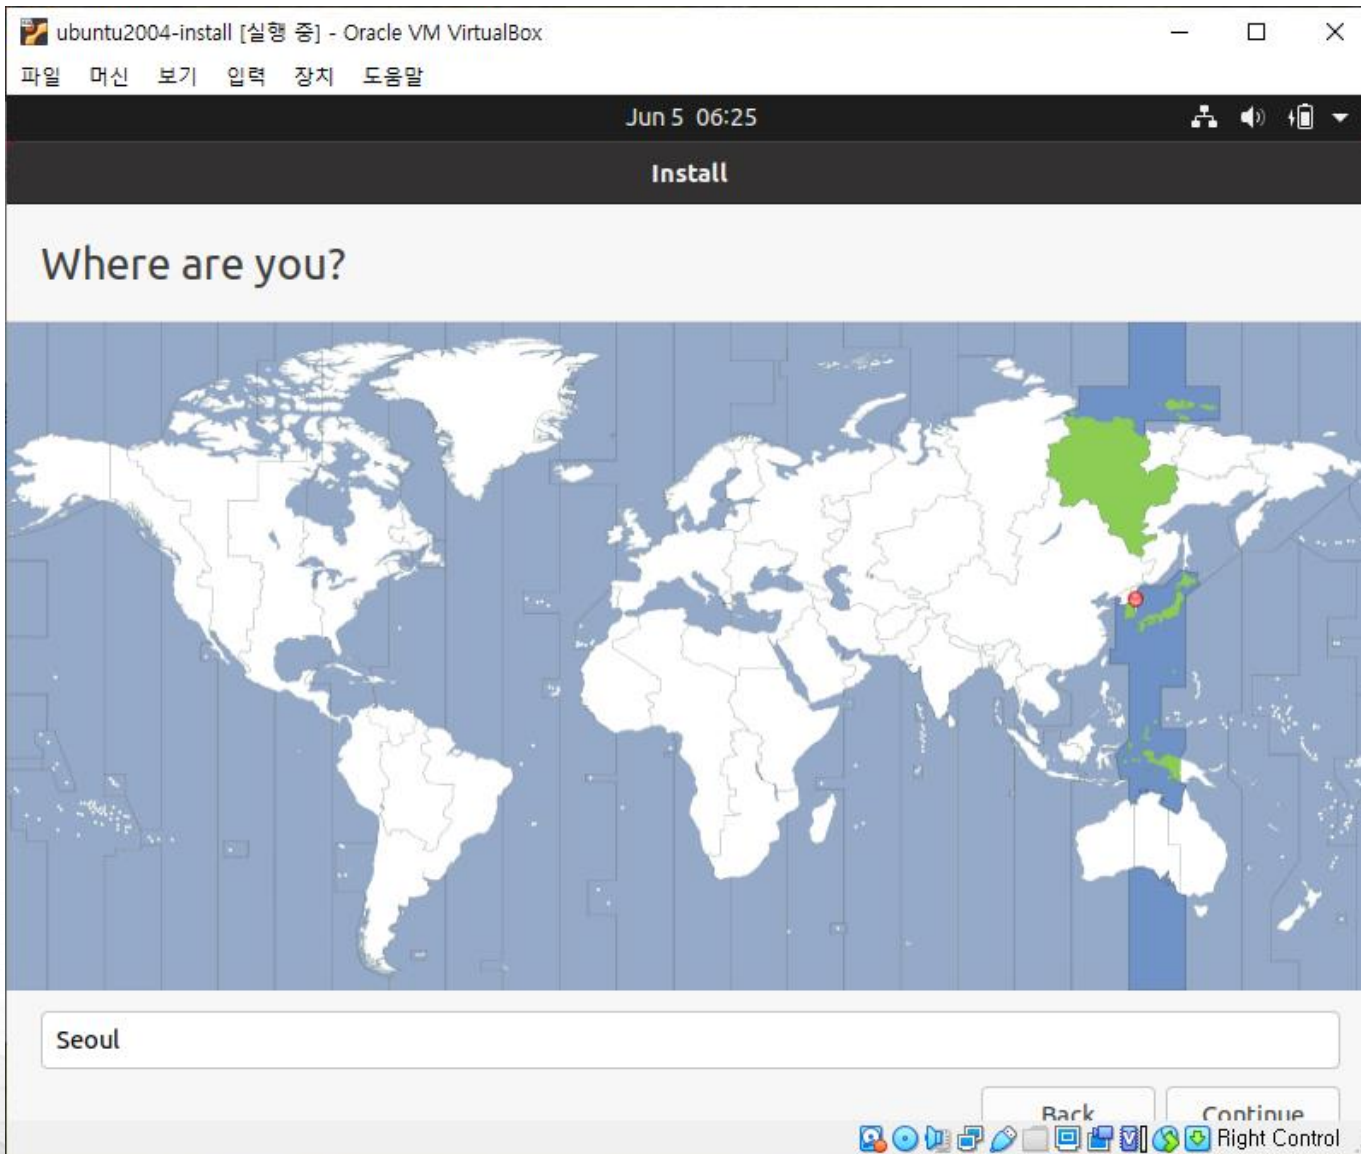 ubuntu2004-install [실행 중] - Oracle VM VirtualBox
파일 머신 보기 입력 장치 도움말
Jun 5 06:25
Install
Where are you?
Seoul
Back Continue
Right Control